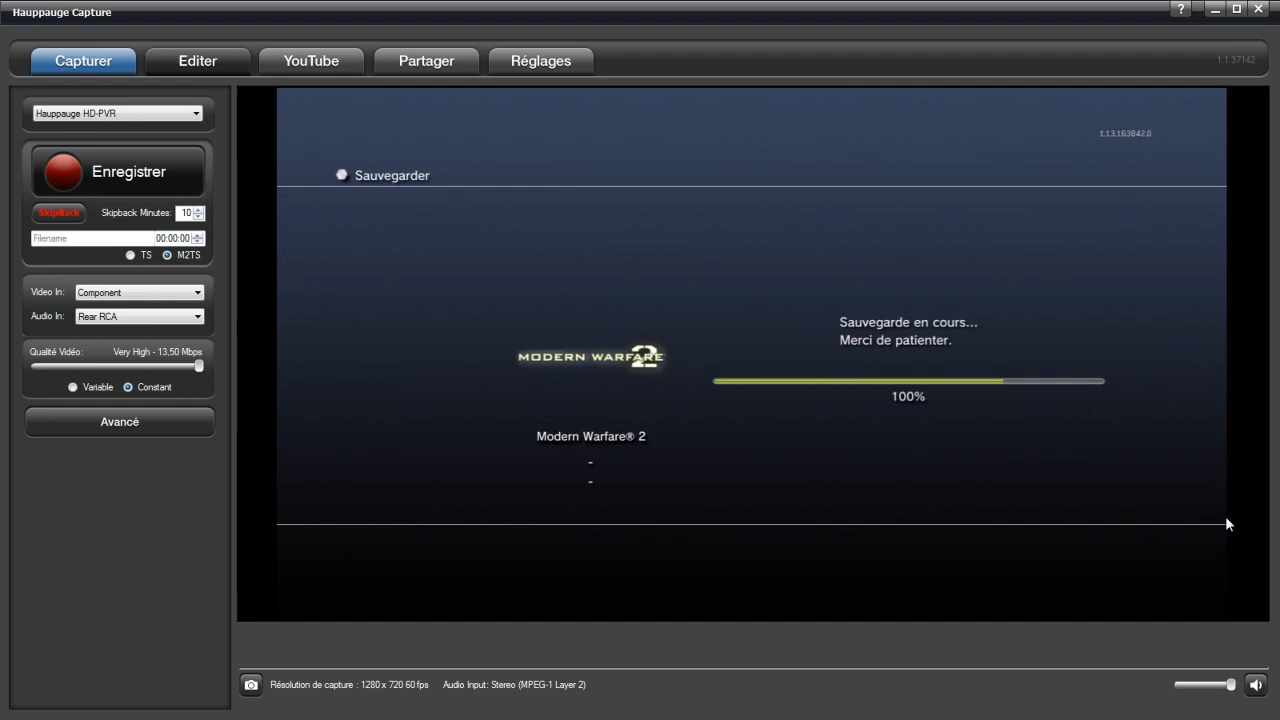 Hauppauge Capture
?
Capturer
Editer
YouTube
Partager
Réglages
1.1.37142
Hauppauge HD-PVR
Enregistrer
SkipBack
Skipback Minutes: 10
Filename 00:00:00
TS M2TS
Video In: Component
Audio In: Rear RCA
Qualité Vidéo: Very High - 13,50 Mbps
Variable Constant
Avancé
1.13.163842.0
Sauvegarder
Sauvegarde en cours...
Merci de patienter.
MODERN WARFARE 2
100%
Modern Warfare® 2
-
-
Résolution de capture : 1280 x 720 60 fps Audio Input: Stereo (MPEG-1 Layer 2)